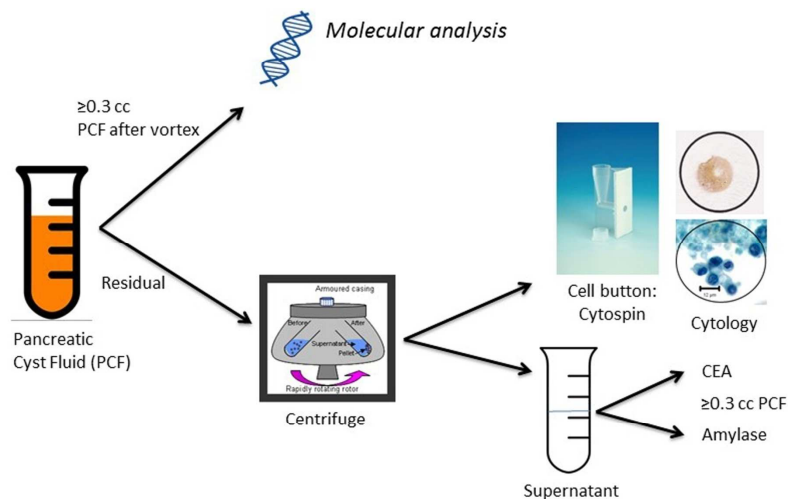 Molecular analysis
≥0.3 cc
PCF after vortex
Residual
Pancreatic
Cyst Fluid (PCF)
Armoured casing
Before
After
Supernatant
Pellet
Rapidly rotating rotor
Centrifuge
Cell button:
Cytospin
10 µm
Cytology
CEA
≥0.3 cc PCF
Amylase
Supernatant